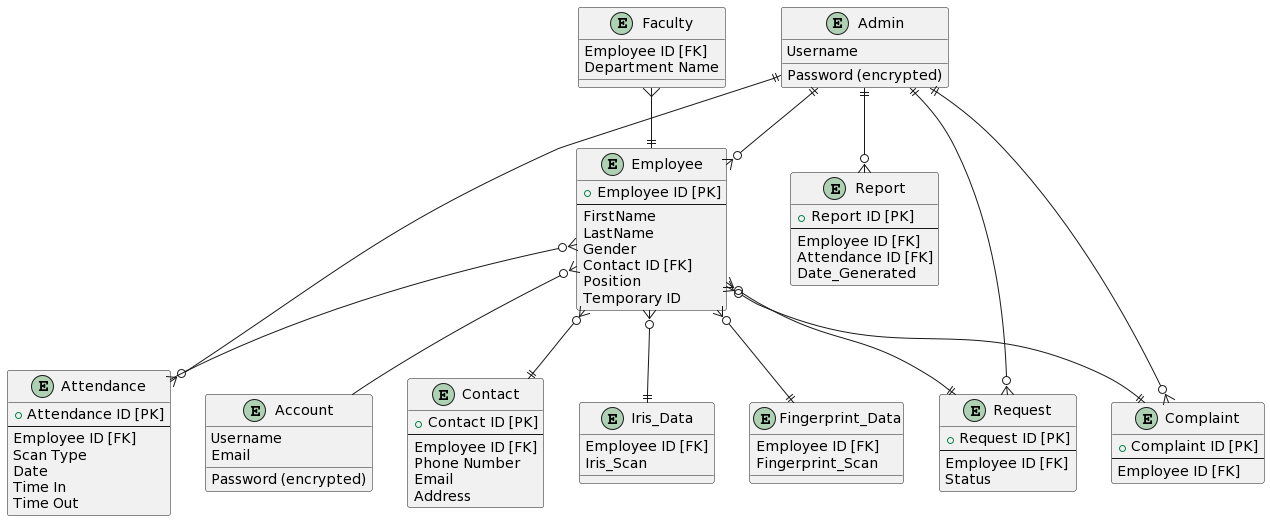 E Faculty
Employee ID [FK]
Department Name
E Admin
Username
Password (encrypted)
E Employee
Employee ID [PK]
FirstName
LastName
Gender
Contact ID [FK]
Position
Temporary ID
E Report
Report ID [PK]
Employee ID [FK]
Attendance ID [FK]
Date_Generated
E Attendance
Attendance ID [PK]
Employee ID [FK]
Scan Type
Date
Time In
Time Out
E Account
Username
Email
Password (encrypted)
E Contact
Contact ID [PK]
Employee ID [FK]
Phone Number
Email
Address
E Iris_Data
Employee ID [FK]
Iris_Scan
E Fingerprint_Data
Employee ID [FK]
Fingerprint_Scan
E Request
Request ID [PK]
Employee ID [FK]
Status
E Complaint
Complaint ID [PK]
Employee ID [FK]